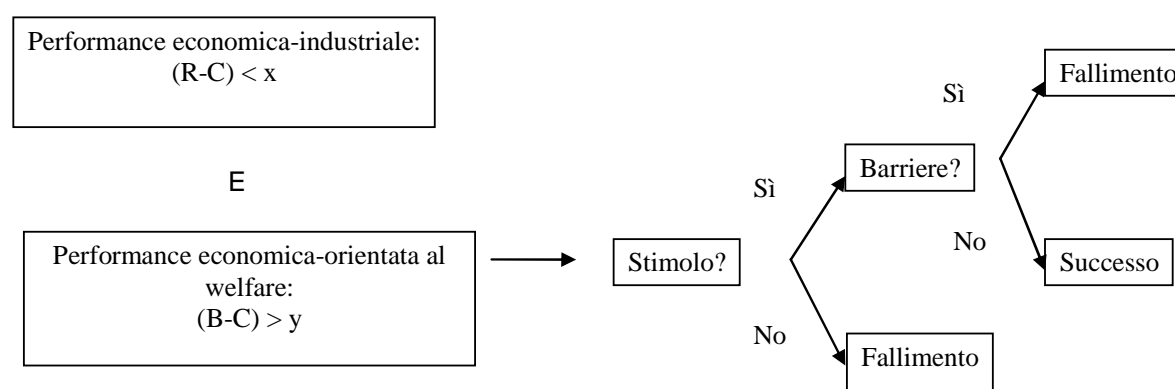 Performance economica-industriale:
(R-C) < x
E
Performance economica-orientata al
welfare:
(B-C) > y
Stimolo?
Sì
No
Barriere?
Fallimento
Sì
No
Fallimento
Successo